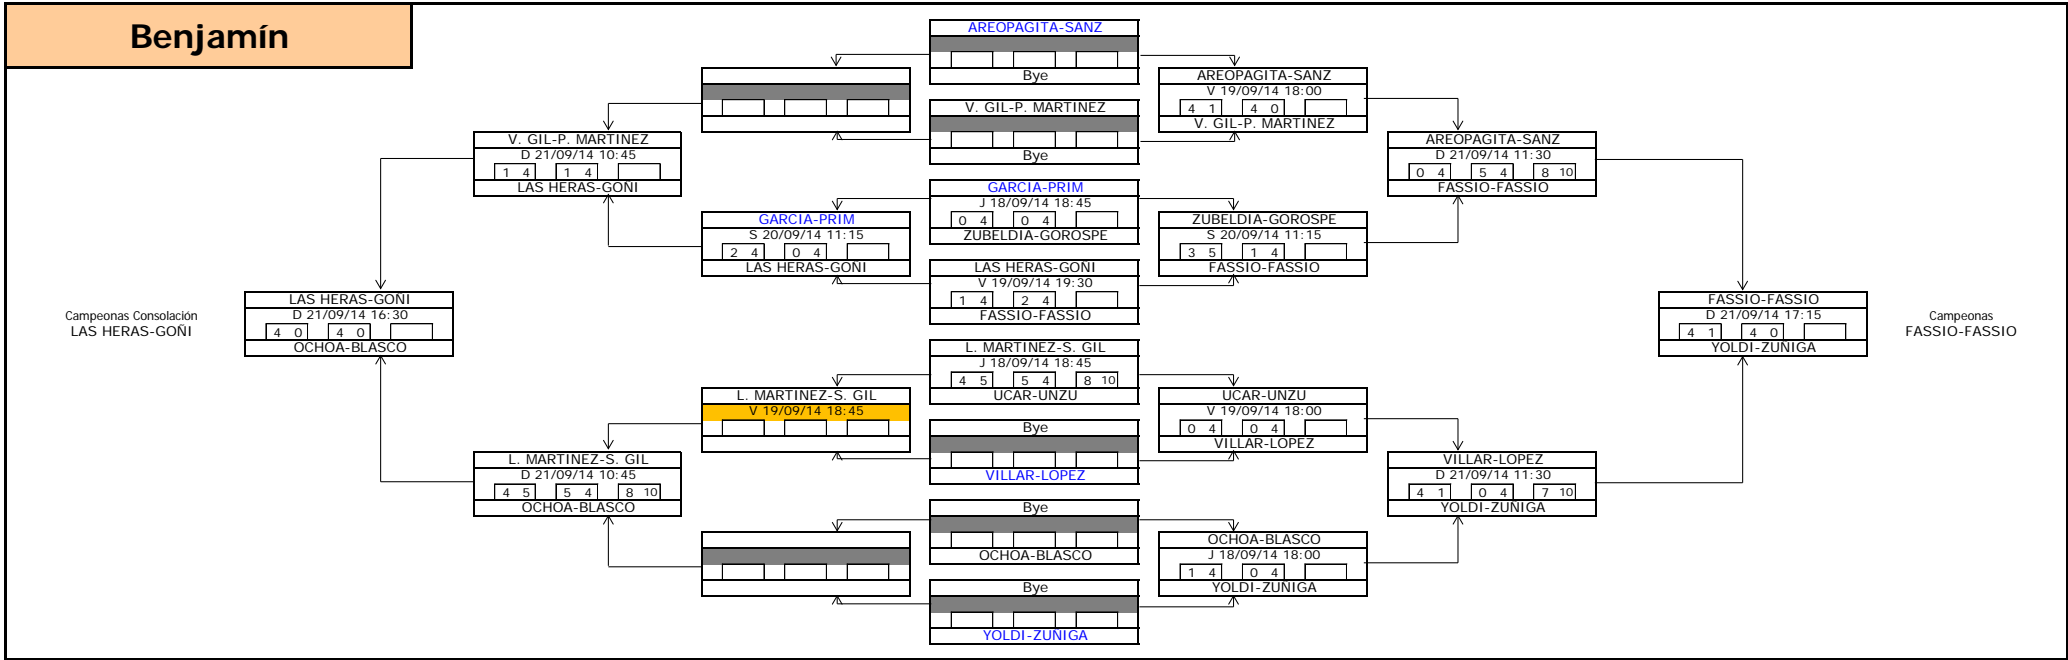 Benjamín
AREOPAGITA-SANZ
Bye
V. GIL-P. MARTINEZ
Bye
GARCIA-PRIM
J 18/09/14 18:45
0 4 0 4
ZUBELDIA-GOROSPE
LAS HERAS-GOÑI
V 19/09/14 19:30
1 4 2 4
FASSIO-FASSIO
L. MARTINEZ-S. GIL
J 18/09/14 18:45
4 5 5 4 8 10
UCAR-UNZU
Bye
VILLAR-LOPEZ
Bye
OCHOA-BLASCO
Bye
YOLDI-ZUÑIGA
AREOPAGITA-SANZ
V 19/09/14 18:00
4 1 4 0
V. GIL-P. MARTINEZ
ZUBELDIA-GOROSPE
S 20/09/14 11:15
3 5 1 4
FASSIO-FASSIO
UCAR-UNZU
V 19/09/14 18:00
0 4 0 4
VILLAR-LOPEZ
OCHOA-BLASCO
J 18/09/14 18:00
1 4 0 4
YOLDI-ZUÑIGA
AREOPAGITA-SANZ
D 21/09/14 11:30
0 4 5 4 8 10
FASSIO-FASSIO
VILLAR-LOPEZ
D 21/09/14 11:30
4 1 0 4 7 10
YOLDI-ZUÑIGA
FASSIO-FASSIO
D 21/09/14 17:15
4 1 4 0
YOLDI-ZUÑIGA
Campeonas
FASSIO-FASSIO
GARCIA-PRIM
S 20/09/14 11:15
2 4 0 4
LAS HERAS-GOÑI
L. MARTINEZ-S. GIL
V 19/09/14 18:45
V. GIL-P. MARTINEZ
D 21/09/14 10:45
1 4 1 4
LAS HERAS-GOÑI
L. MARTINEZ-S. GIL
D 21/09/14 10:45
4 5 5 4 8 10
OCHOA-BLASCO
LAS HERAS-GOÑI
D 21/09/14 16:30
4 0 4 0
OCHOA-BLASCO
Campeonas Consolación
LAS HERAS-GOÑI